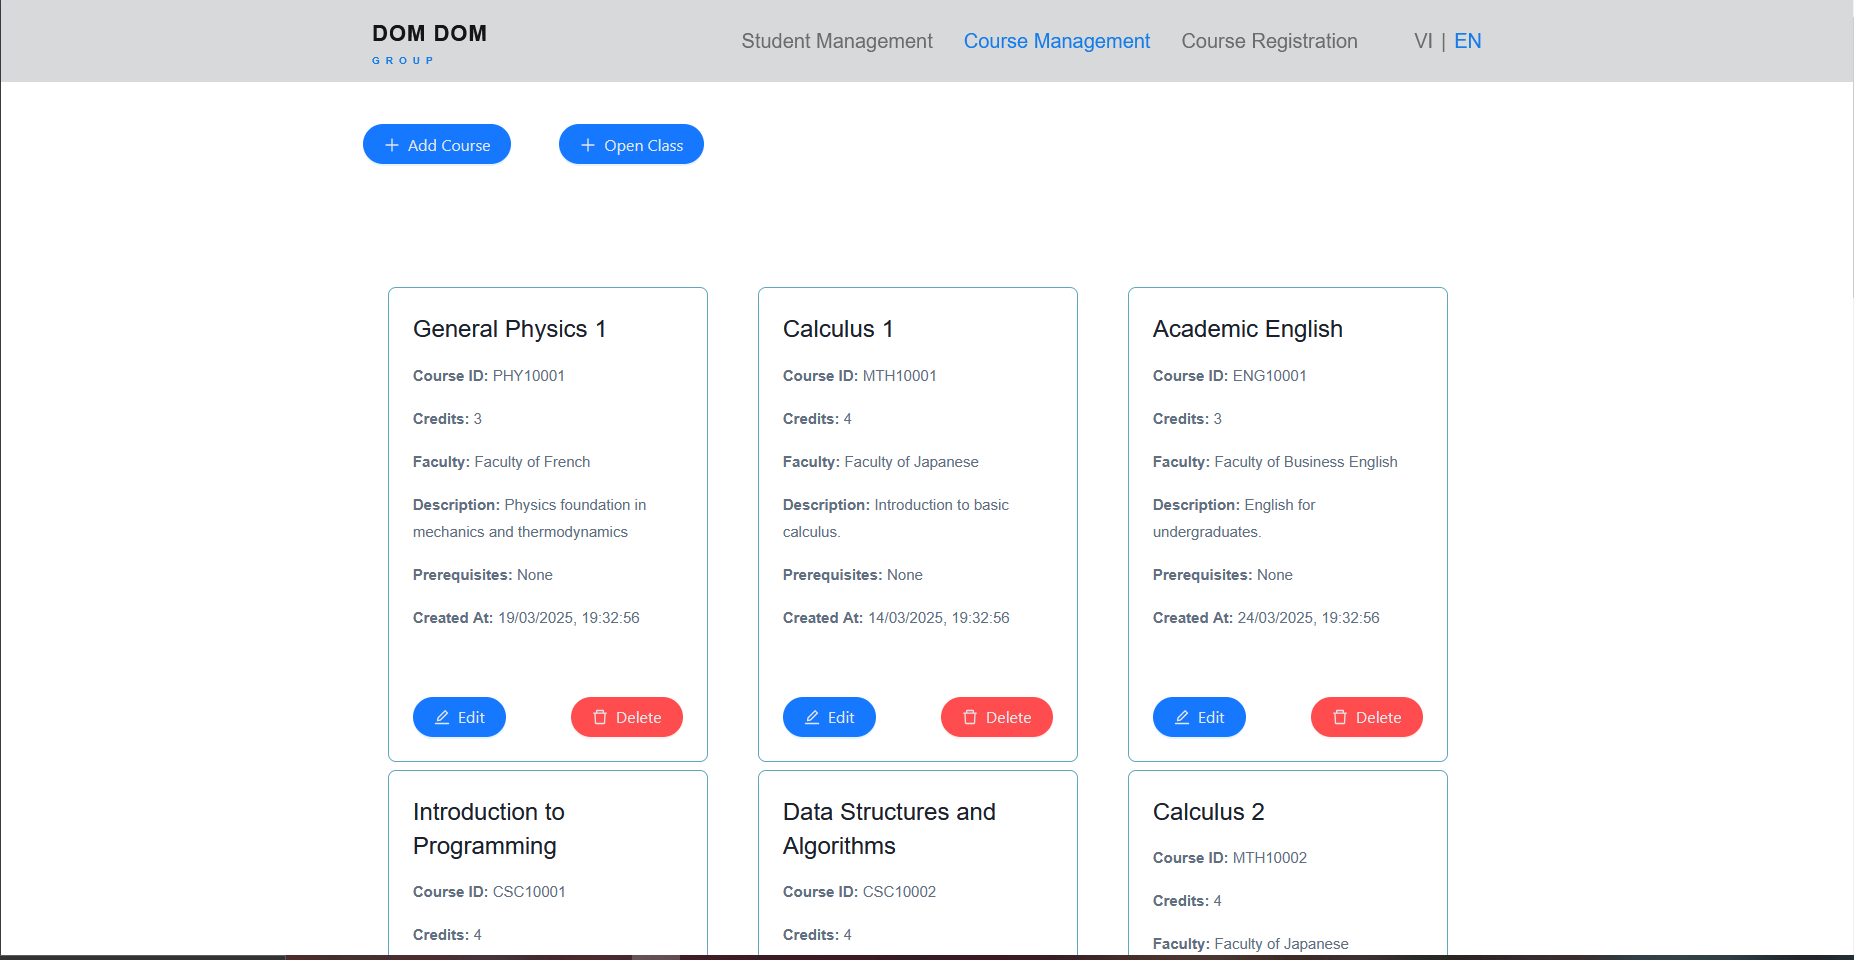 DOM DOM
GROUP
Student Management
Course Management
Course Registration
VI | EN
Add Course
Open Class
General Physics 1
Course ID: PHY10001
Credits: 3
Faculty: Faculty of French
Description: Physics foundation in
mechanics and thermodynamics
Prerequisites: None
Created At: 19/03/2025, 19:32:56
Edit
Delete
Calculus 1
Course ID: MTH10001
Credits: 4
Faculty: Faculty of Japanese
Description: Introduction to basic
calculus.
Prerequisites: None
Created At: 14/03/2025, 19:32:56
Edit
Delete
Academic English
Course ID: ENG10001
Credits: 3
Faculty: Faculty of Business English
Description: English for
undergraduates.
Prerequisites: None
Created At: 24/03/2025, 19:32:56
Edit
Delete
Introduction to
Programming
Course ID: CSC10001
Credits: 4
Data Structures and
Algorithms
Course ID: CSC10002
Credits: 4
Calculus 2
Course ID: MTH10002
Credits: 4
Faculty: Faculty of Japanese